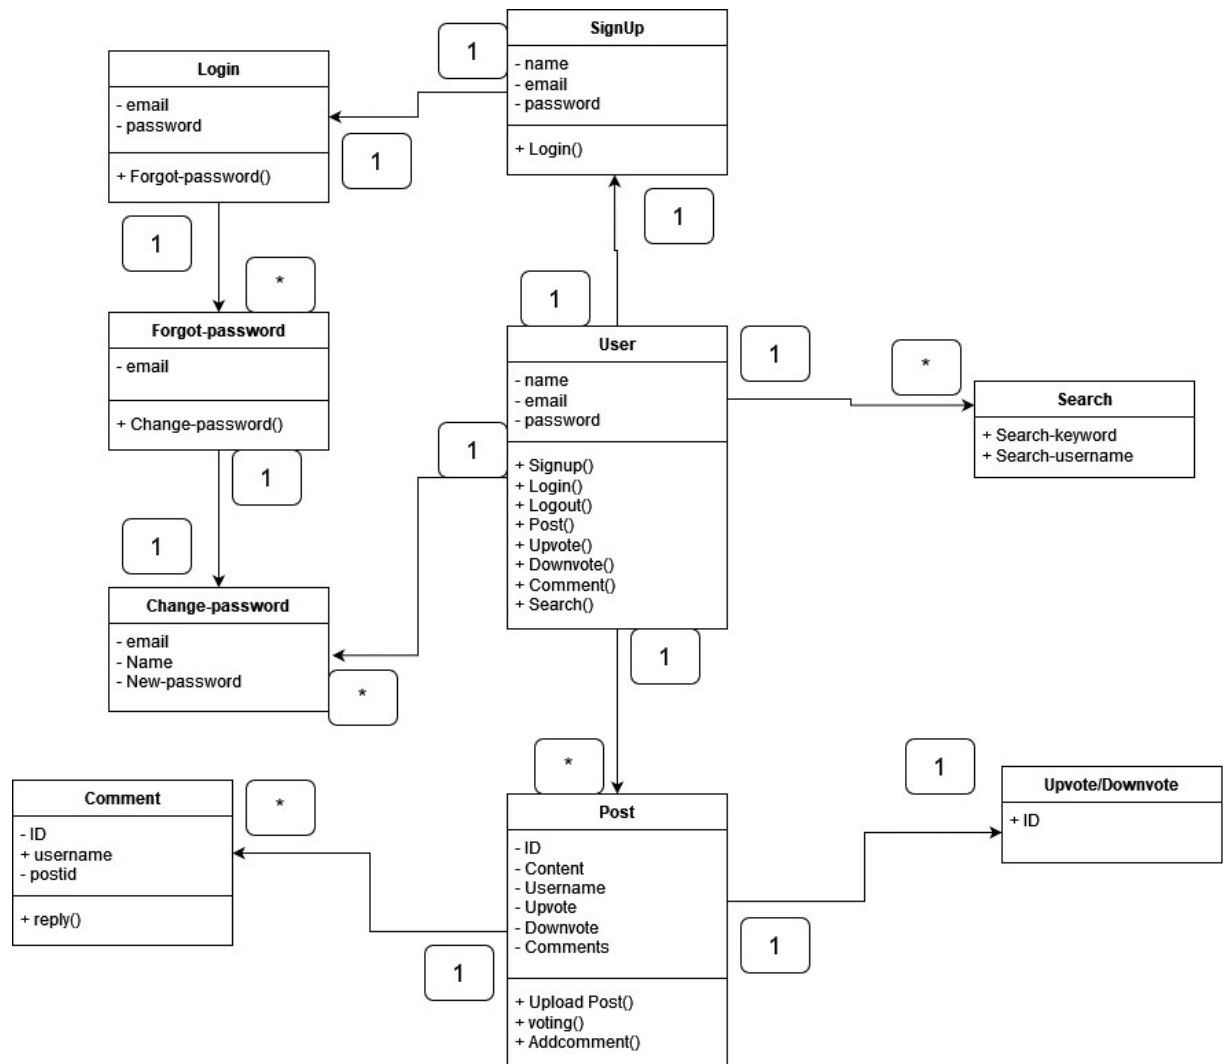 SignUp
- name
- email
- password
+ Login()
1
Login
- email
- password
+ Forgot-password()
1
1
1
*
1
Forgot-password
- email
+ Change-password()
1
1
User
- name
- email
- password
+ Signup()
+ Login()
+ Logout()
+ Post()
+ Upvote()
+ Downvote()
+ Comment()
+ Search()
1
*
Search
+ Search-keyword
+ Search-username
1
1
Change-password
- email
- Name
- New-password
*
1
*
1
Comment
- ID
+ username
- postid
+ reply()
*
1
Post
- ID
- Content
- Username
- Upvote
- Downvote
- Comments
+ Upload Post()
+ voting()
+ Addcomment()
1
Upvote/Downvote
+ ID